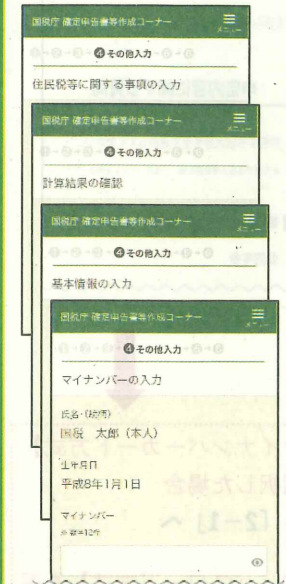 国税庁 確定申告書等作成コーナー
メニュー
❹その他入力
住民税等に関する事項の入力
国税庁 確定申告書等作成コーナー
メニュー
❹その他入力
計算結果の確認
国税庁 確定申告書等作成コーナー
メニュー
❹その他入力
基本情報の入力
国税庁 確定申告書等作成コーナー
メニュー
❹その他入力
マイナンバーの入力
氏名（続柄）
国税 太郎（本人）
生年月日
平成8年1月1日
マイナンバー
※数字12桁